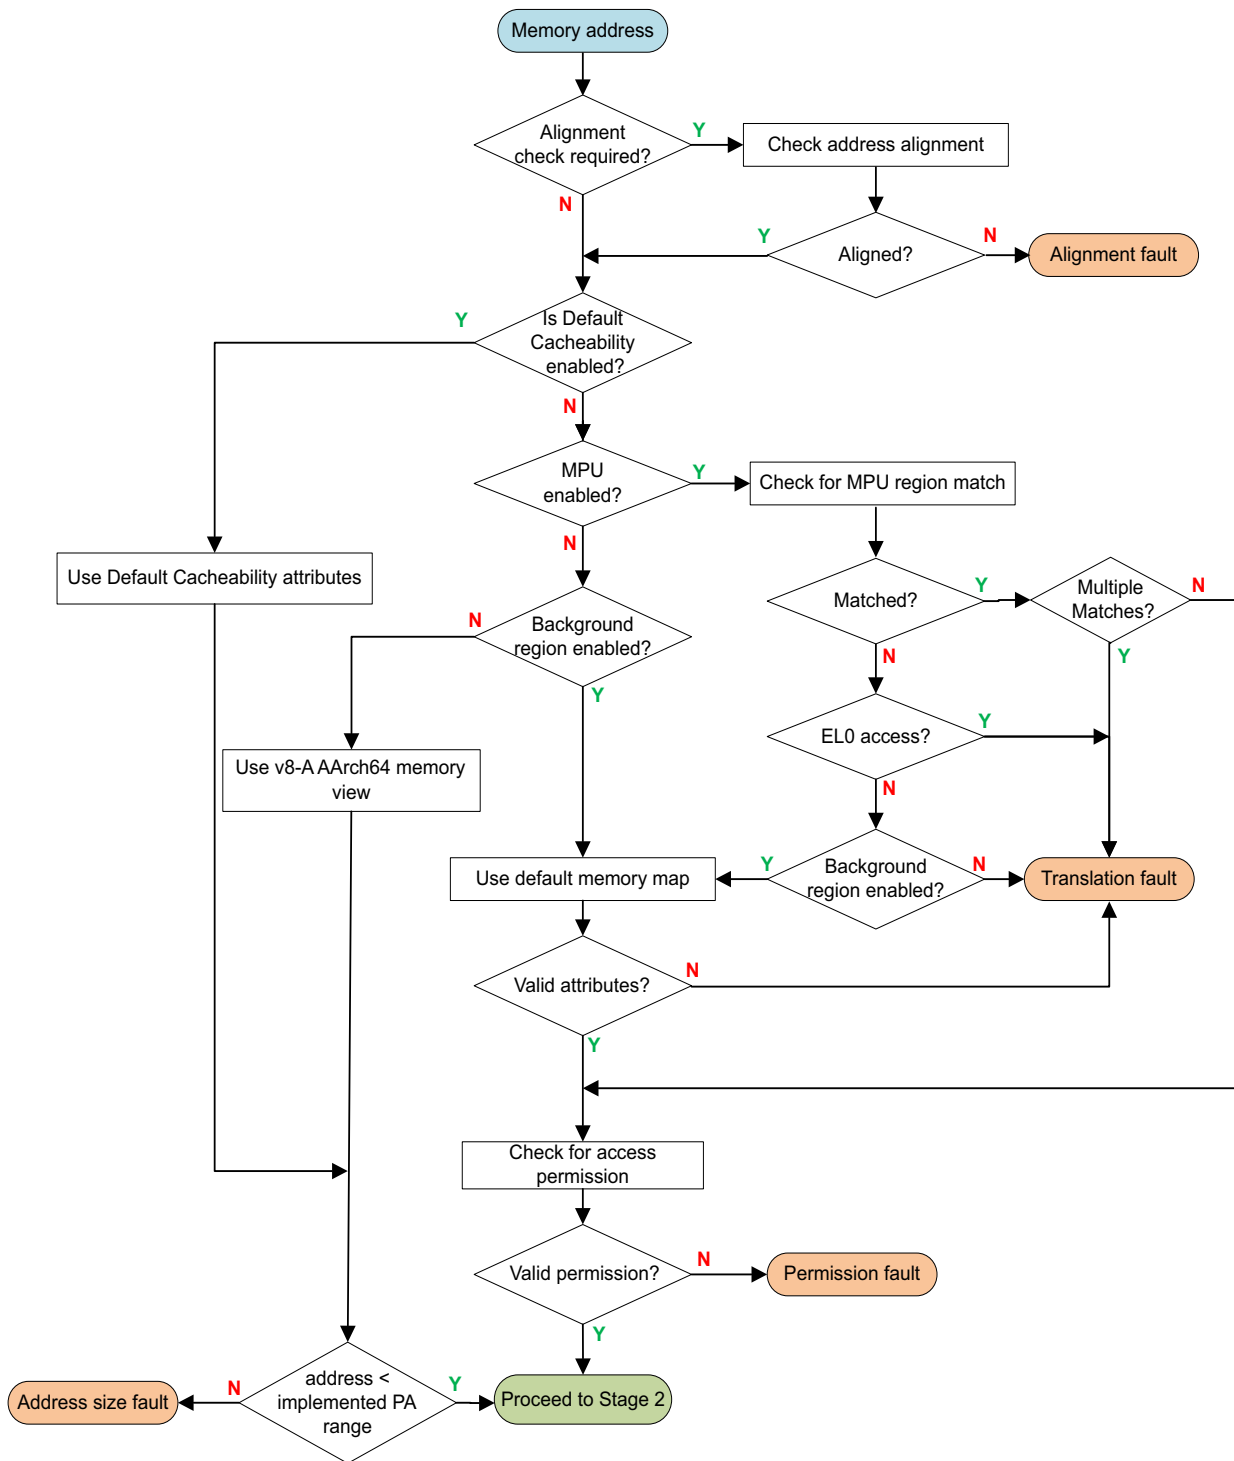 Memory address
Alignment
check required?
Y
Check address alignment
N
Y
Aligned?
N
Alignment fault
Y
Is Default
Cacheability
enabled?
N
MPU
enabled?
Y
Check for MPU region match
N
Use Default Cacheability attributes
Matched?
Y
Multiple
Matches?
N
N
Background
region enabled?
N
Y
Y
EL0 access?
Y
Use v8-A AArch64 memory
view
N
Use default memory map
Y
Background
region enabled?
N
Translation fault
Valid attributes?
N
Y
Check for access
permission
Valid permission?
N
Permission fault
Y
Address size fault
N
address <
implemented PA
range
Y
Proceed to Stage 2